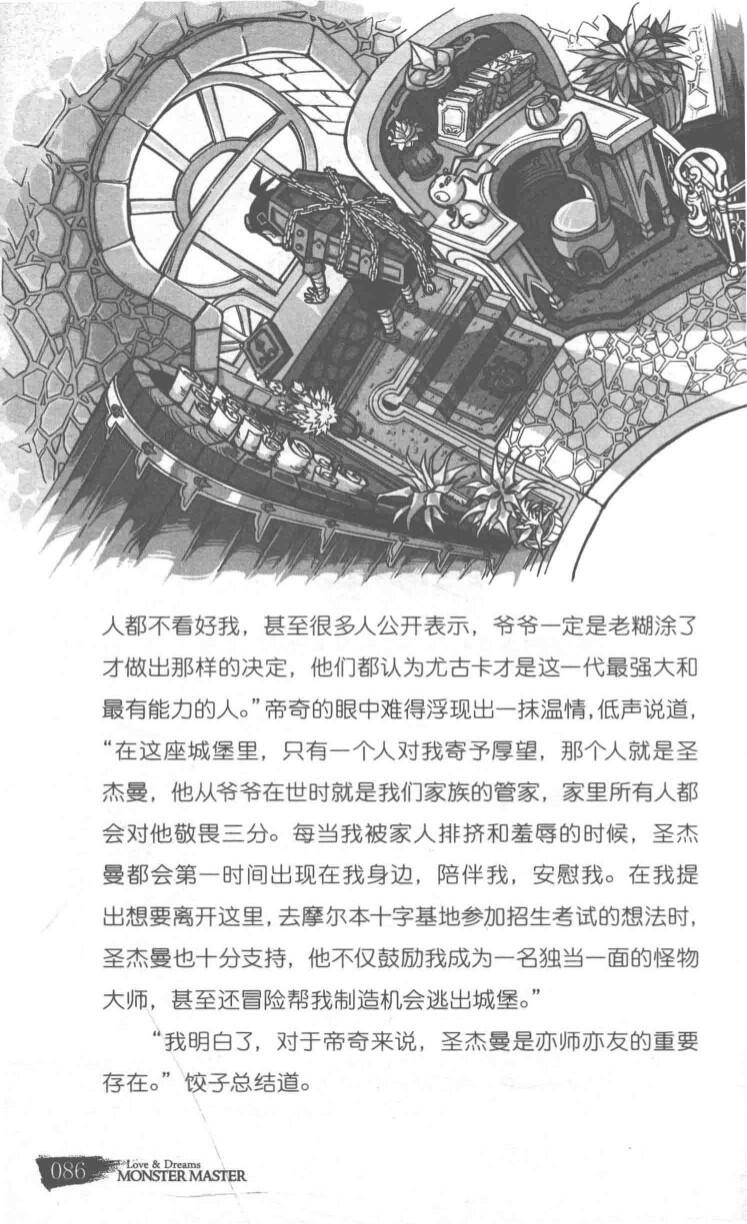 人都不看好我，甚至很多人公开表示，爷爷一定是老糊涂了
才做出那样的决定，他们都认为尤古卡才是这一代最强大和
最有能力的人。”帝奇的眼中难得浮现出一抹温情，低声说道，
“在这座城堡里，只有一个人对我寄予厚望，那个人就是圣
杰曼，他从爷爷在世时就是我们家族的管家，家里所有人都
会对他敬畏三分。每当我被家人排挤和羞辱的时候，圣杰
曼都会第一时间出现在我身边，陪伴我，安慰我。在我提
出想要离开这里，去摩尔本十字基地参加招生考试的想法时，
圣杰曼也十分支持，他不仅鼓励我成为一名独当一面的怪物
大师，甚至还冒险帮我制造机会逃出城堡。”
“我明白了，对于帝奇来说，圣杰曼是亦师亦友的重要
存在。”饺子总结道。
086
Love & Dreams
MONSTER MASTER